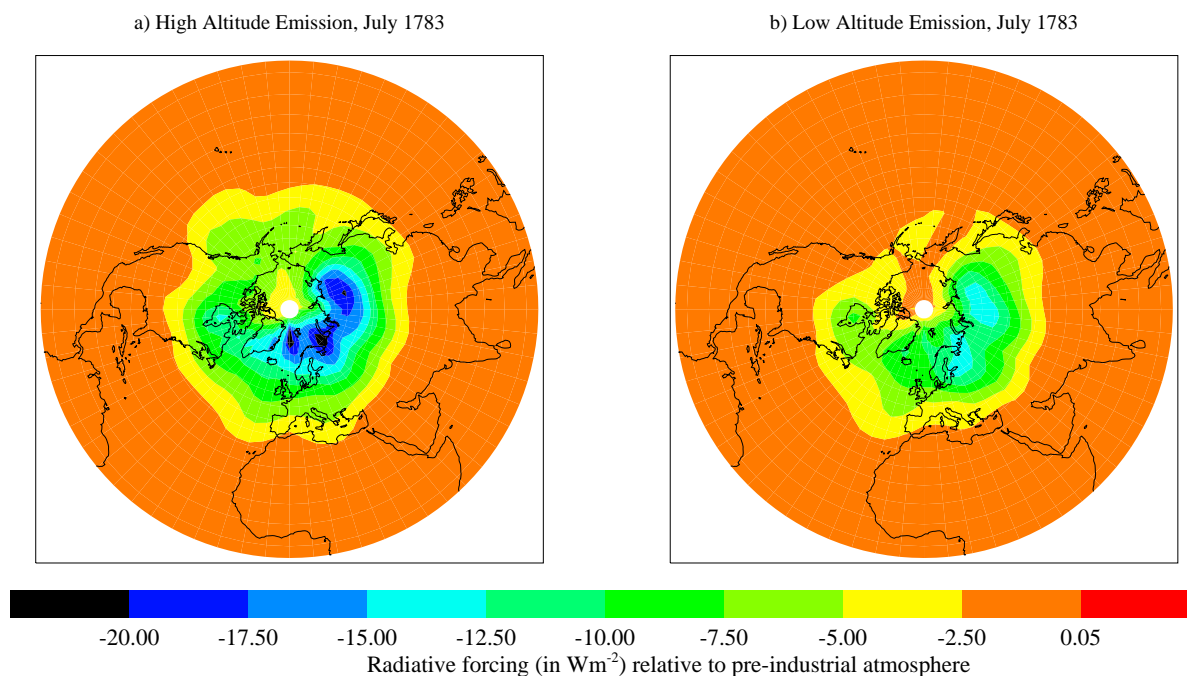 a) High Altitude Emission, July 1783
b) Low Altitude Emission, July 1783
-20.00 -17.50 -15.00 -12.50 -10.00 -7.50 -5.00 -2.50 0.05
Radiative forcing (in Wm⁻²) relative to pre-industrial atmosphere